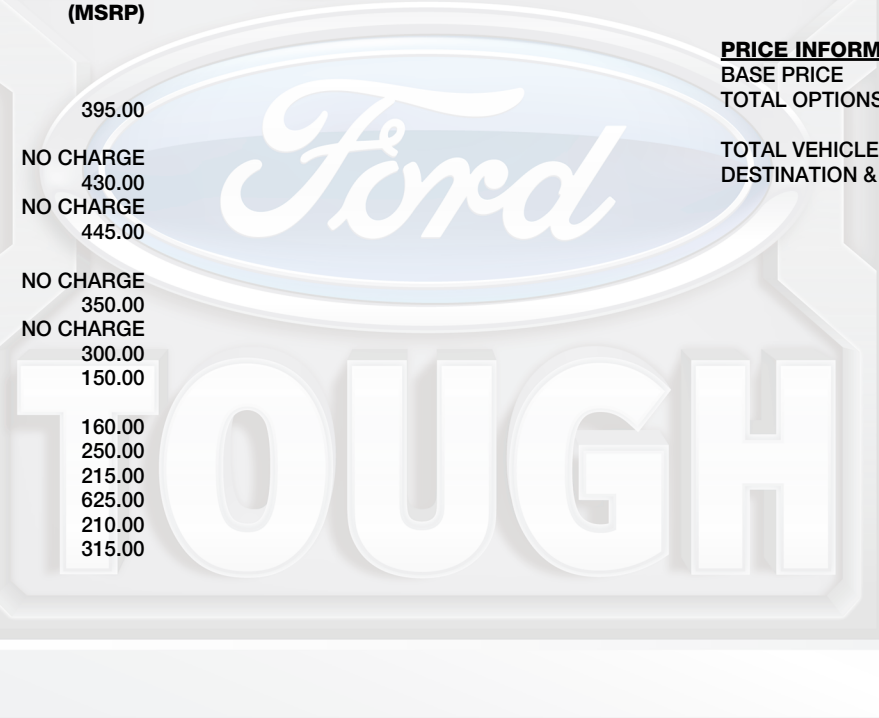 (MSRP)
395.00
NO CHARGE
430.00
NO CHARGE
445.00
NO CHARGE
350.00
NO CHARGE
300.00
150.00
160.00
250.00
215.00
625.00
210.00
315.00
PRICE INFORM
BASE PRICE
TOTAL OPTIONS
TOTAL VEHICLE
DESTINATION &
Ford
TOUGH